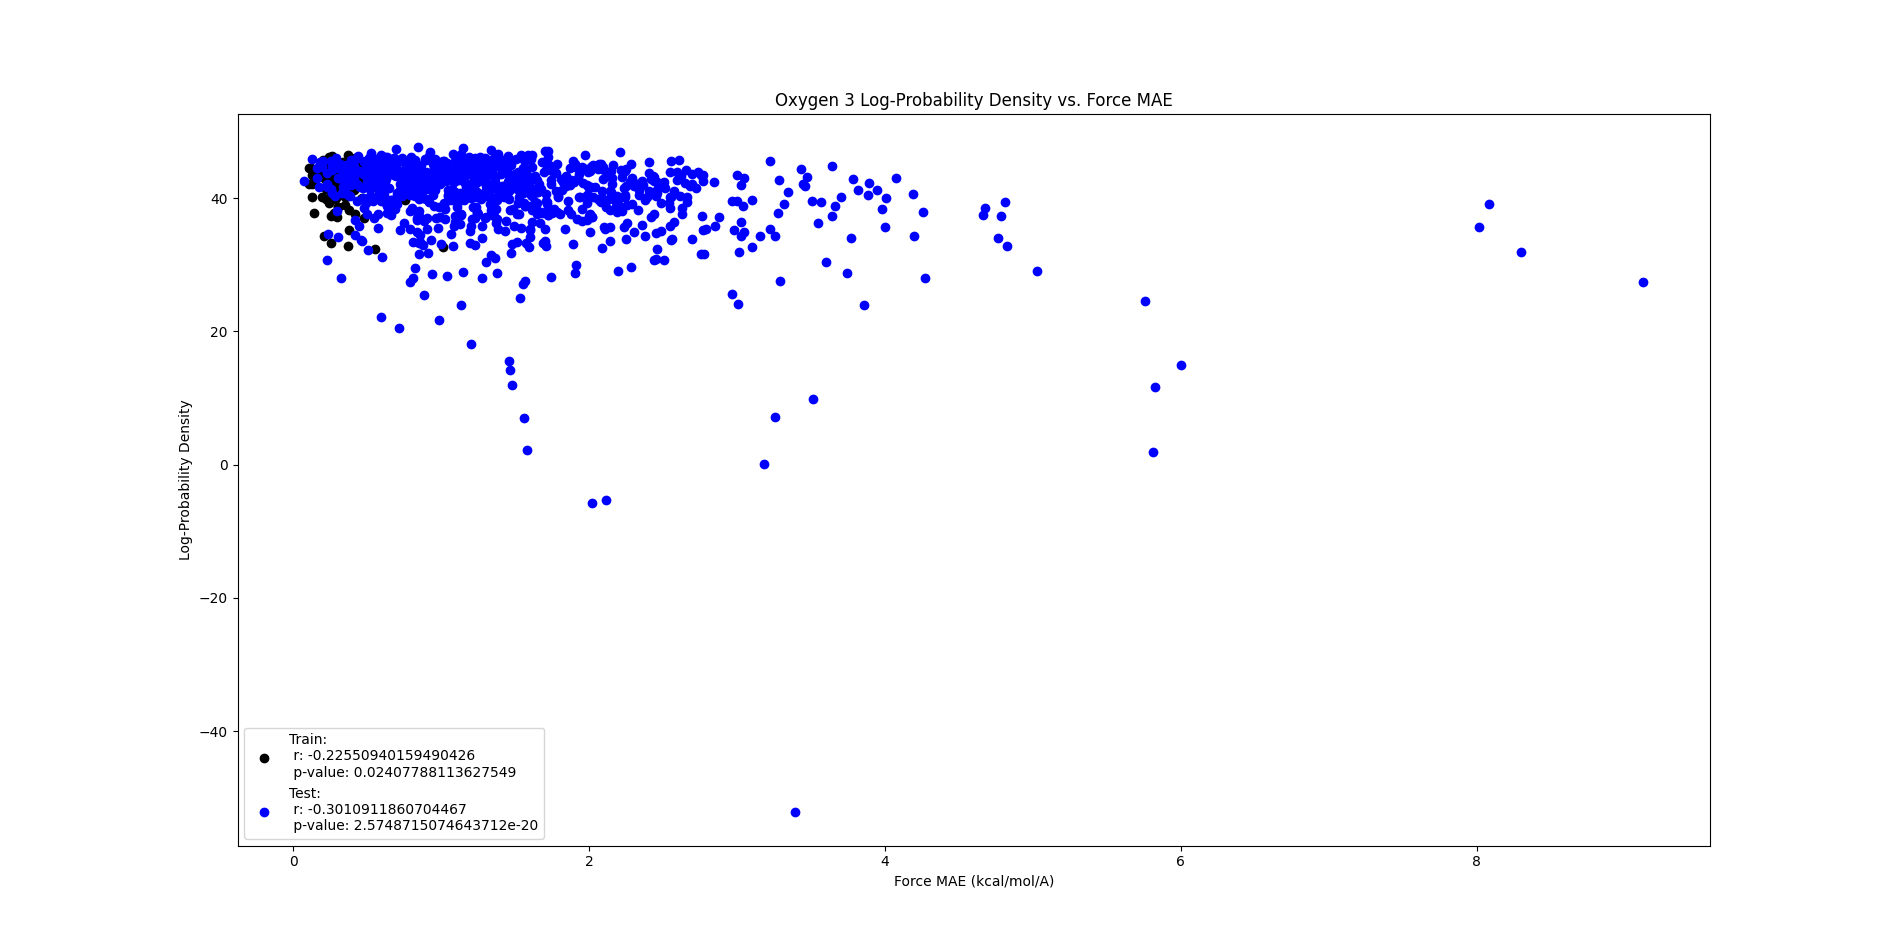 Oxygen 3 Log-Probability Density vs. Force MAE
Log-Probability Density
40
20
0
−20
−40
Train:
r: -0.22550940159490426
p-value: 0.02407788113627549
Test:
r: -0.3010911860704467
p-value: 2.5748715074643712e-20
0 2 4 6 8
Force MAE (kcal/mol/A)